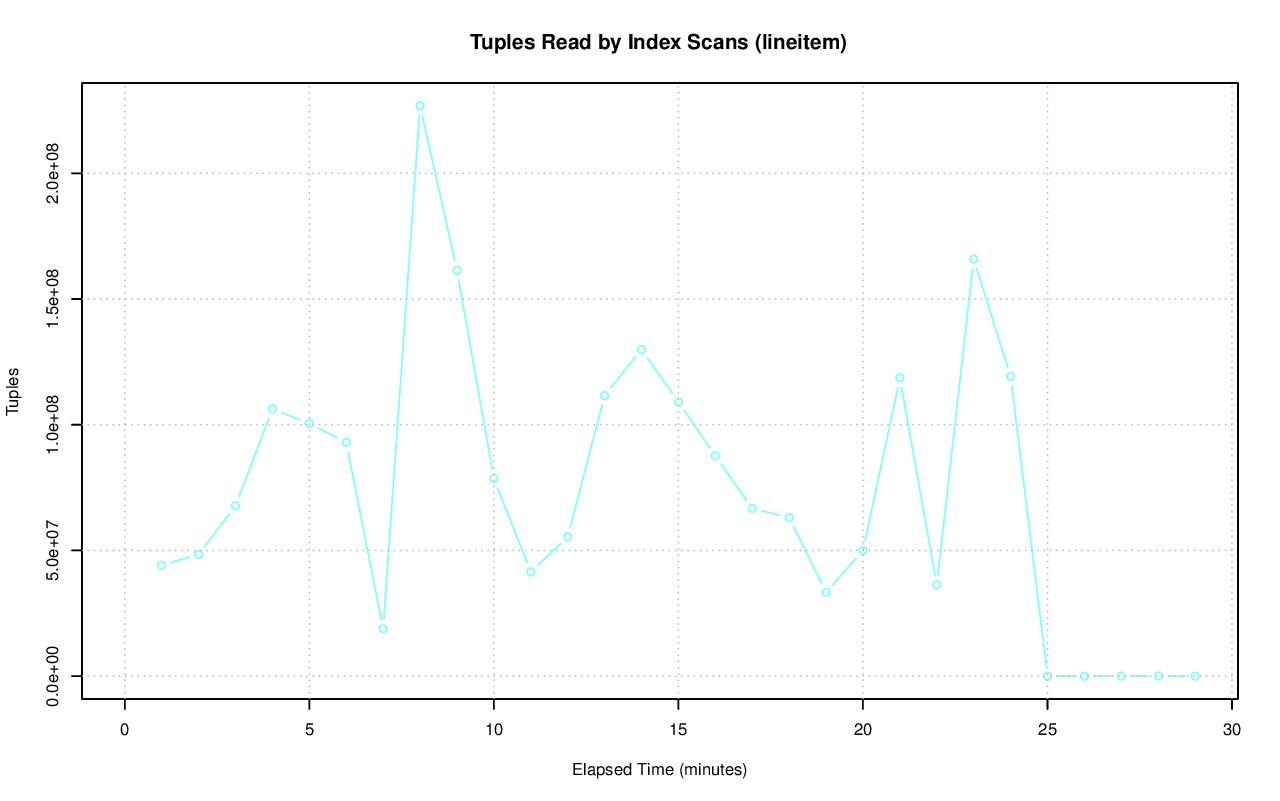 Tuples Read by Index Scans (lineitem)
Tuples
2.0e+08
1.5e+08
1.0e+08
5.0e+07
0.0e+00
0 5 10 15 20 25 30
Elapsed Time (minutes)